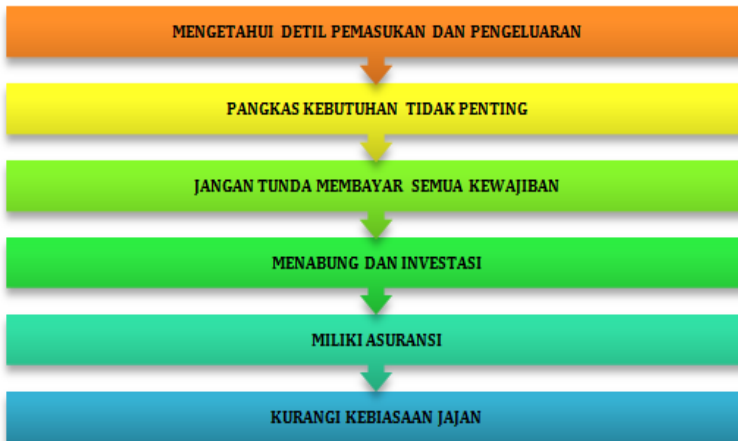 MENGETAHUI DETIL PEMASUKAN DAN PENGELUARAN
PANGKAS KEBUTUHAN TIDAK PENTING
JANGAN TUNDA MEMBAYAR SEMUA KEWAJIBAN
MENABUNG DAN INVESTASI
MILIKI ASURANSI
KURANGI KEBIASAAN JAJAN